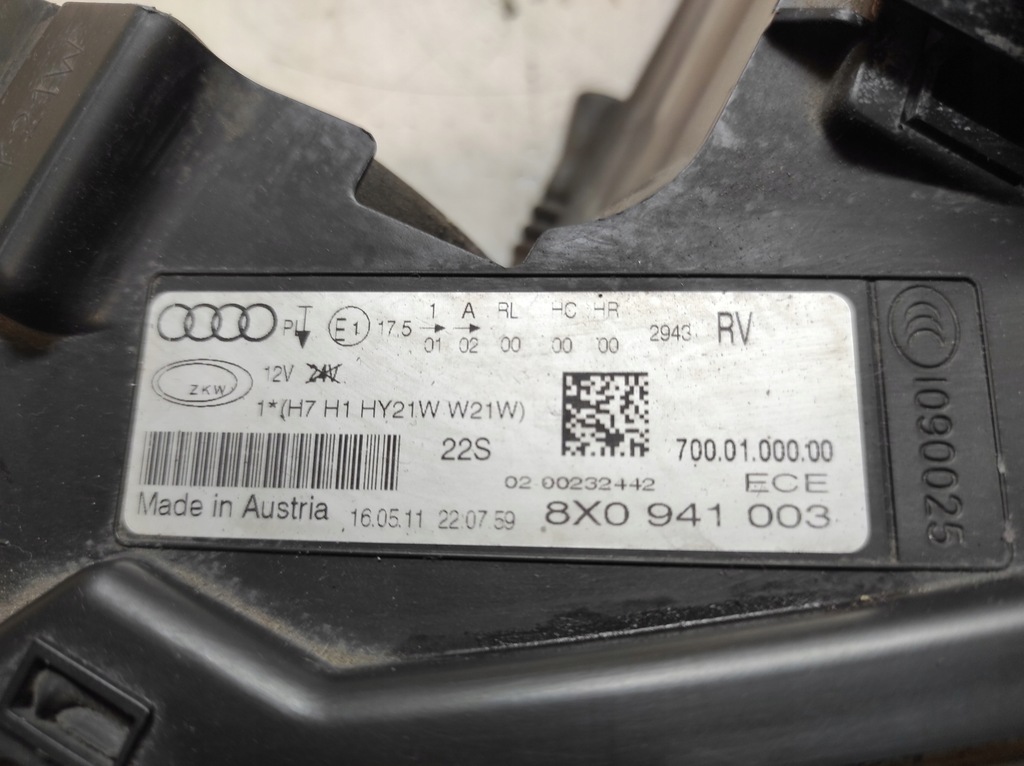 PL E1 17.5 1 A RL HC HR 2943 RV
01 02 00 00 00
ZKW 12V 24V
1*(H7 H1 HY21W W21W)
22S 700.01.000.00
02 00232442 ECE
Made in Austria 16.05.11 22:07:59 8X0 941 003
CCC
I090025